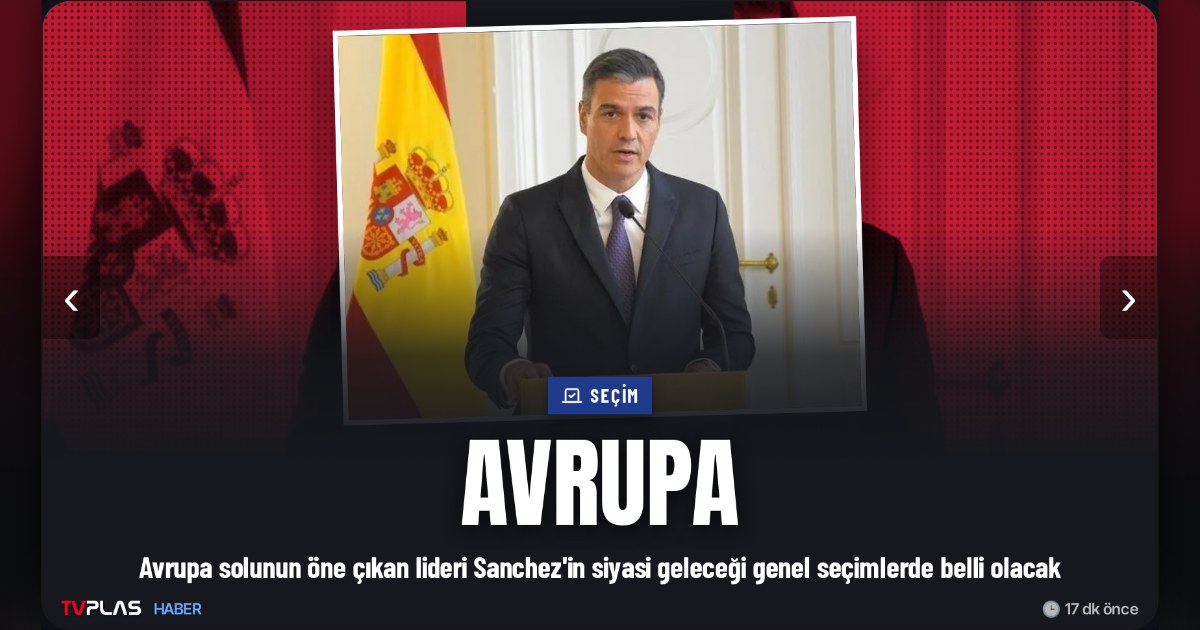 SEÇİM
AVRUPA
Avrupa solunun öne çıkan lideri Sanchez'in siyasi geleceği genel seçimlerde belli olacak
TVPLAS HABER
17 dk önce